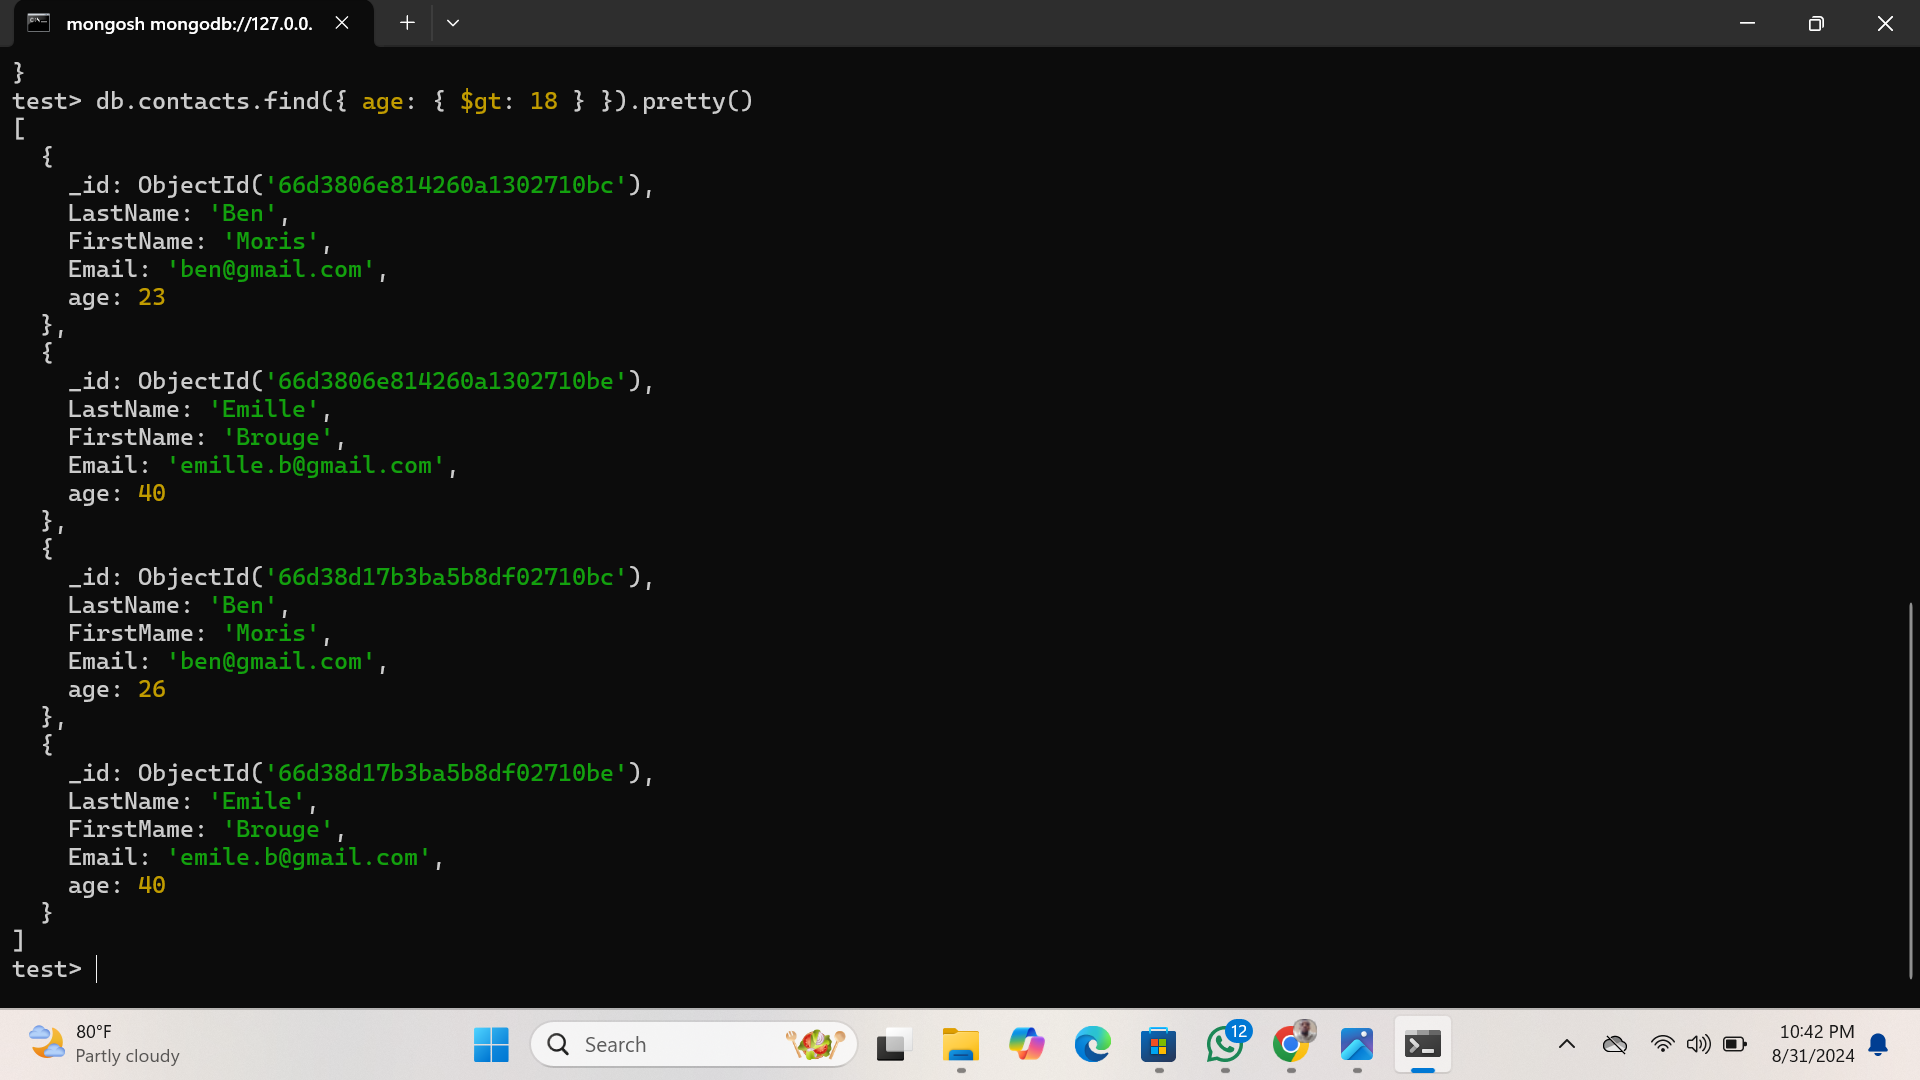 mongosh mongodb://127.0.0.
}
test> db.contacts.find({ age: { $gt: 18 } }).pretty()
[
  {
    _id: ObjectId('66d3806e814260a1302710bc'),
    LastName: 'Ben',
    FirstName: 'Moris',
    Email: 'ben@gmail.com',
    age: 23
  },
  {
    _id: ObjectId('66d3806e814260a1302710be'),
    LastName: 'Emille',
    FirstName: 'Brouge',
    Email: 'emille.b@gmail.com',
    age: 40
  },
  {
    _id: ObjectId('66d38d17b3ba5b8df02710bc'),
    LastName: 'Ben',
    FirstMame: 'Moris',
    Email: 'ben@gmail.com',
    age: 26
  },
  {
    _id: ObjectId('66d38d17b3ba5b8df02710be'),
    LastName: 'Emile',
    FirstMame: 'Brouge',
    Email: 'emile.b@gmail.com',
    age: 40
  }
]
test>
80°F
Partly cloudy
Search
12
10:42 PM
8/31/2024